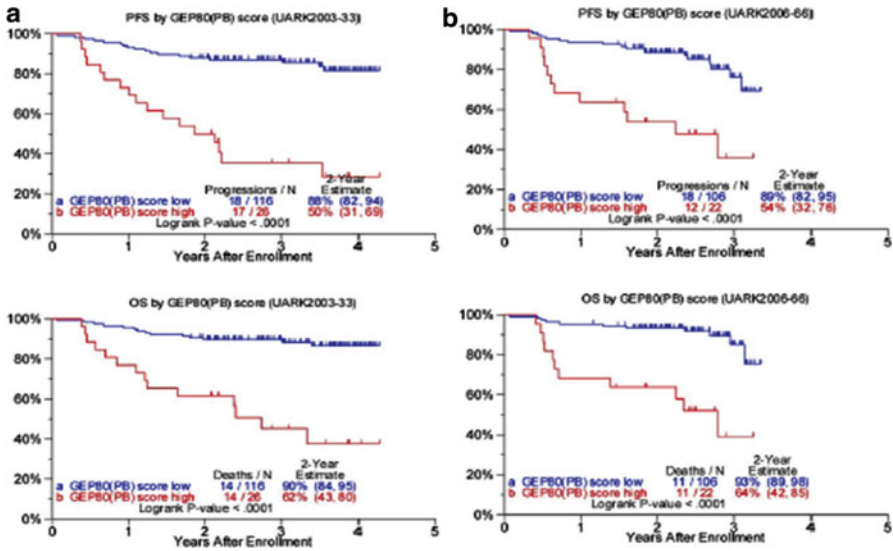 a
PFS by GEP80(PB) score (UARK2003-33)
100%
80%
60%
40%
20%
0%
Progressions / N
2-Year
Estimate
a GEP80(PB) score low 18 / 116 88% (82, 94)
b GEP80(PB) score high 17 / 26 50% (31, 69)
Logrank P-value < .0001
0 1 2 3 4 5
Years After Enrollment
b
PFS by GEP80(PB) score (UARK2006-66)
100%
80%
60%
40%
20%
0%
Progressions / N
2-Year
Estimate
a GEP80(PB) score low 18 / 106 89% (82, 95)
b GEP80(PB) score high 12 / 22 54% (32, 76)
Logrank P-value < .0001
0 1 2 3 4 5
Years After Enrollment
OS by GEP80(PB) score (UARK2003-33)
100%
80%
60%
40%
20%
0%
Deaths / N
2-Year
Estimate
a GEP80(PB) score low 14 / 116 90% (84, 95)
b GEP80(PB) score high 14 / 26 62% (43, 80)
Logrank P-value < .0001
0 1 2 3 4 5
Years After Enrollment
OS by GEP80(PB) score (UARK2006-66)
100%
80%
60%
40%
20%
0%
Deaths / N
2-Year
Estimate
a GEP80(PB) score low 11 / 106 93% (89, 98)
b GEP80(PB) score high 11 / 22 64% (42, 85)
Logrank P-value < .0001
0 1 2 3 4 5
Years After Enrollment